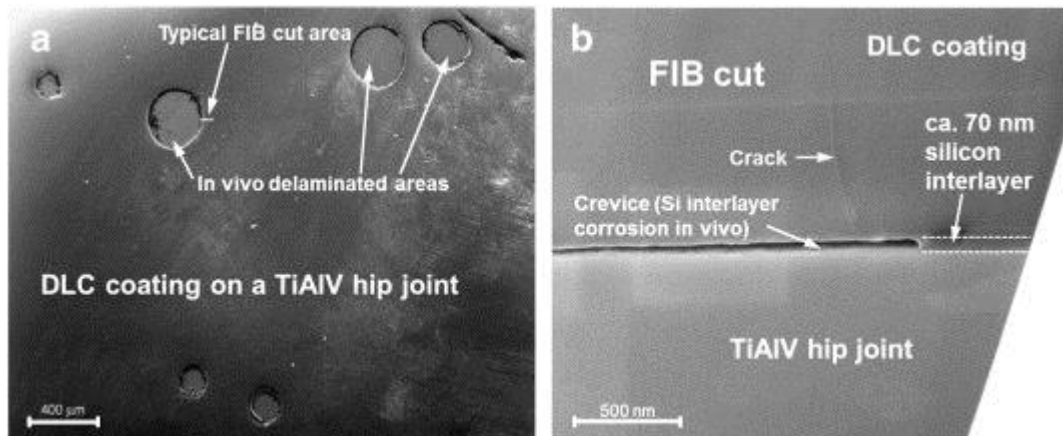 a
Typical FIB cut area
In vivo delaminated areas
DLC coating on a TiAlV hip joint
400 µm
b
DLC coating
FIB cut
ca. 70 nm
silicon
interlayer
Crack
Crevice (Si interlayer
corrosion in vivo)
TiAlV hip joint
500 nm